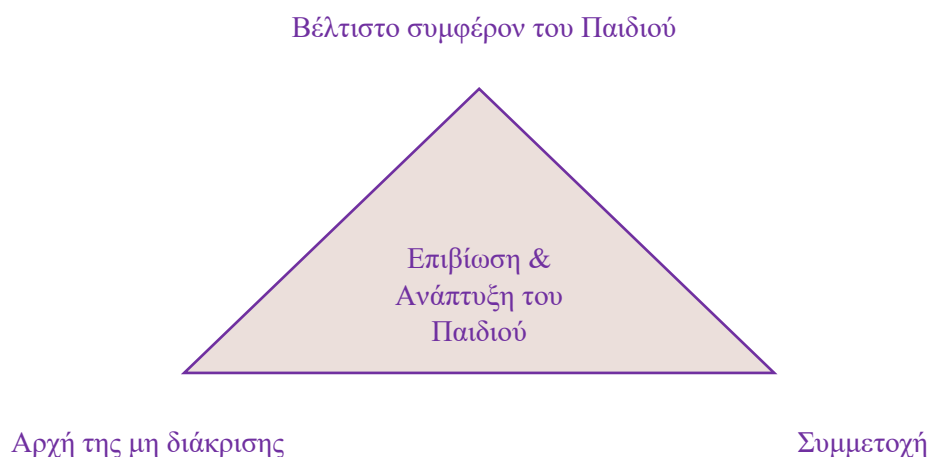 Βέλτιστο συμφέρον του Παιδιού
Επιβίωση &
Ανάπτυξη του
Παιδιού
Αρχή της μη διάκρισης
Συμμετοχή